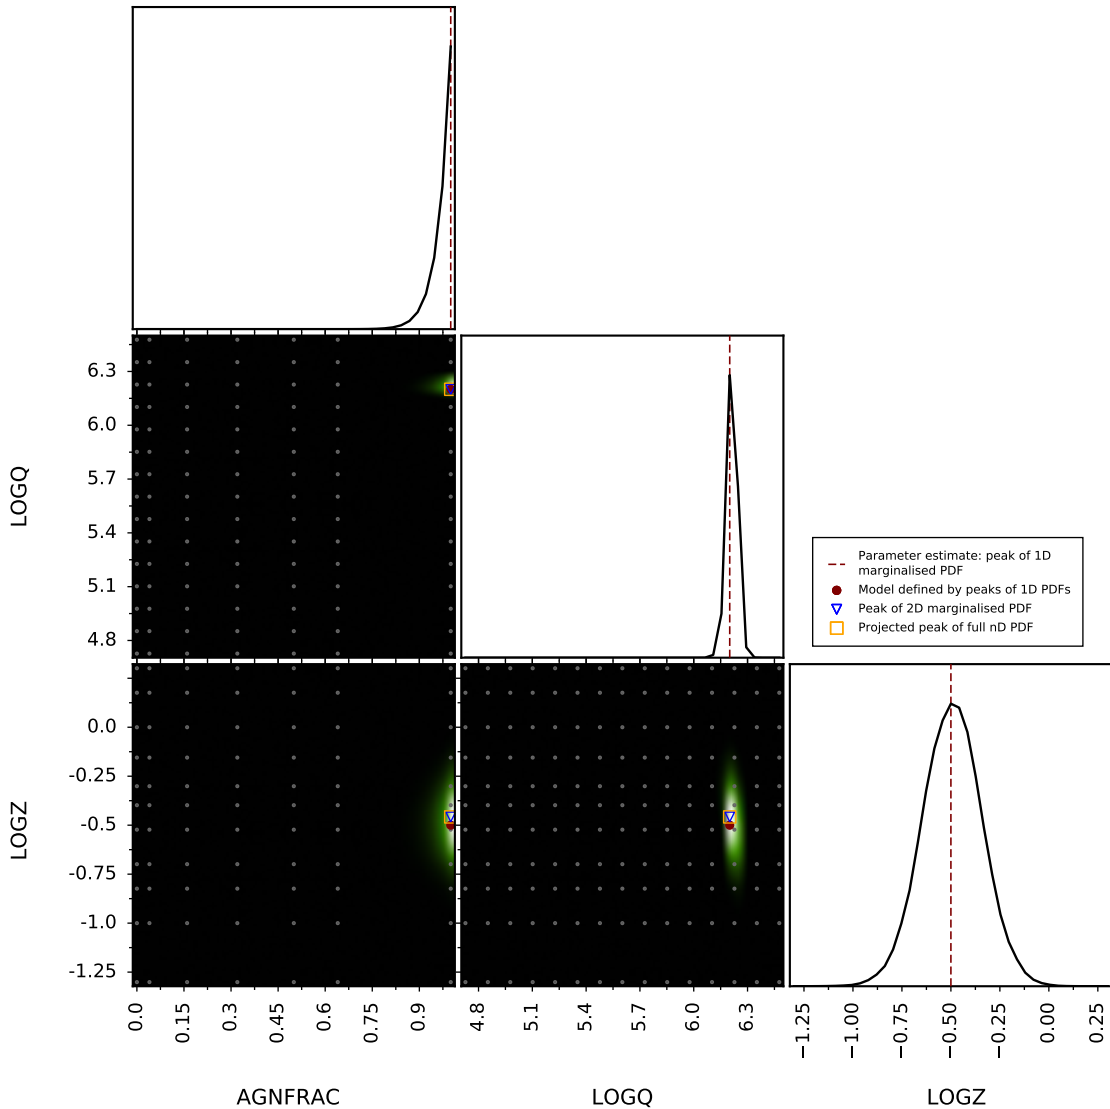 LOGQ
6.3
6.0
5.7
5.4
5.1
4.8
Parameter estimate: peak of 1D
marginalised PDF
Model defined by peaks of 1D PDFs
Peak of 2D marginalised PDF
Projected peak of full nD PDF
LOGZ
0.0
-0.25
-0.5
-0.75
-1.0
-1.25
0.0 0.15 0.3 0.45 0.6 0.75 0.9 4.8 5.1 5.4 5.7 6.0 6.3 −1.25 −1.00 −0.75 −0.50 −0.25 0.00 0.25
AGNFRAC LOGQ LOGZ